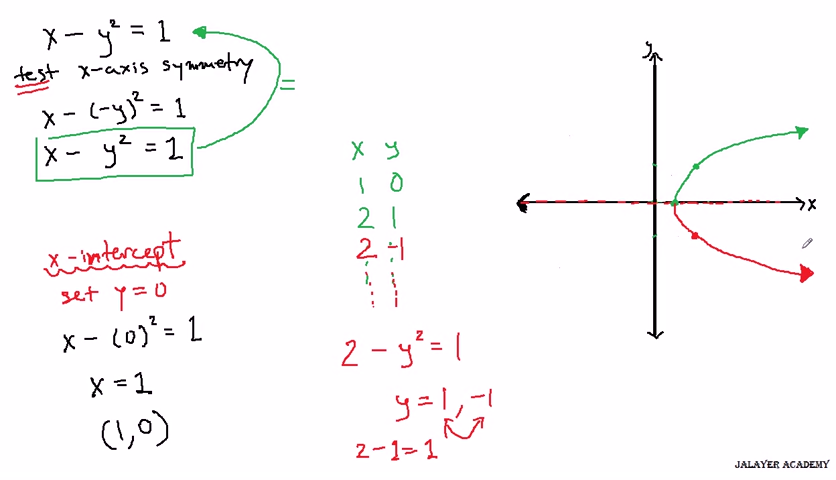 x - y² = 1
test x-axis symmetry
x - (-y)² = 1
x - y² = 1
=
x-intercept
set y = 0
x - (0)² = 1
x = 1
(1,0)
x y
1 0
2 1
2 -1
2 - y² = 1
y = 1, -1
2 - 1 = 1
y
x
JALAYER ACADEMY